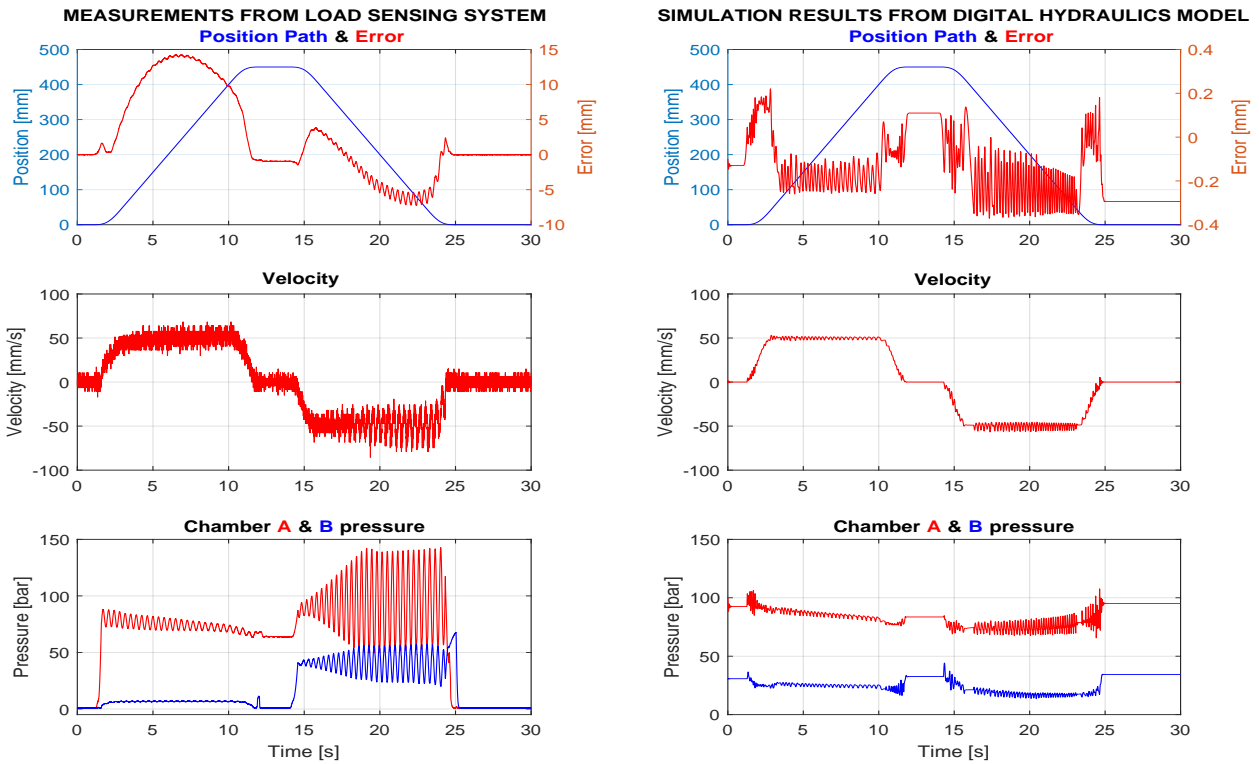 MEASUREMENTS FROM LOAD SENSING SYSTEM
Position Path & Error
500
400
300
200
100
0
Position [mm]
15
10
5
0
-5
-10
Error [mm]
0 5 10 15 20 25 30
Velocity
100
50
0
-50
-100
Velocity [mm/s]
0 5 10 15 20 25 30
Chamber A & B pressure
150
100
50
0
Pressure [bar]
0 5 10 15 20 25 30
Time [s]
SIMULATION RESULTS FROM DIGITAL HYDRAULICS MODEL
Position Path & Error
500
400
300
200
100
0
Position [mm]
0.4
0.2
0
-0.2
-0.4
Error [mm]
0 5 10 15 20 25 30
Velocity
100
50
0
-50
-100
Velocity [mm/s]
0 5 10 15 20 25 30
Chamber A & B pressure
150
100
50
0
Pressure [bar]
0 5 10 15 20 25 30
Time [s]